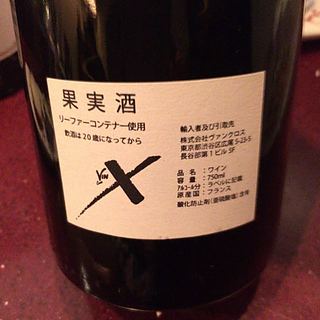 果実酒
リーファーコンテナー使用
飲酒は20歳になってから
VIN
X
輸入者及び引取先
株式会社ヴァンクロス
東京都渋谷区広尾5-23-5
長谷部第1ビル5F
品名：ワイン
容量：750ml
アルコール分：ラベルに記載
原産国：フランス
酸化防止剤（亜硫酸塩）含有